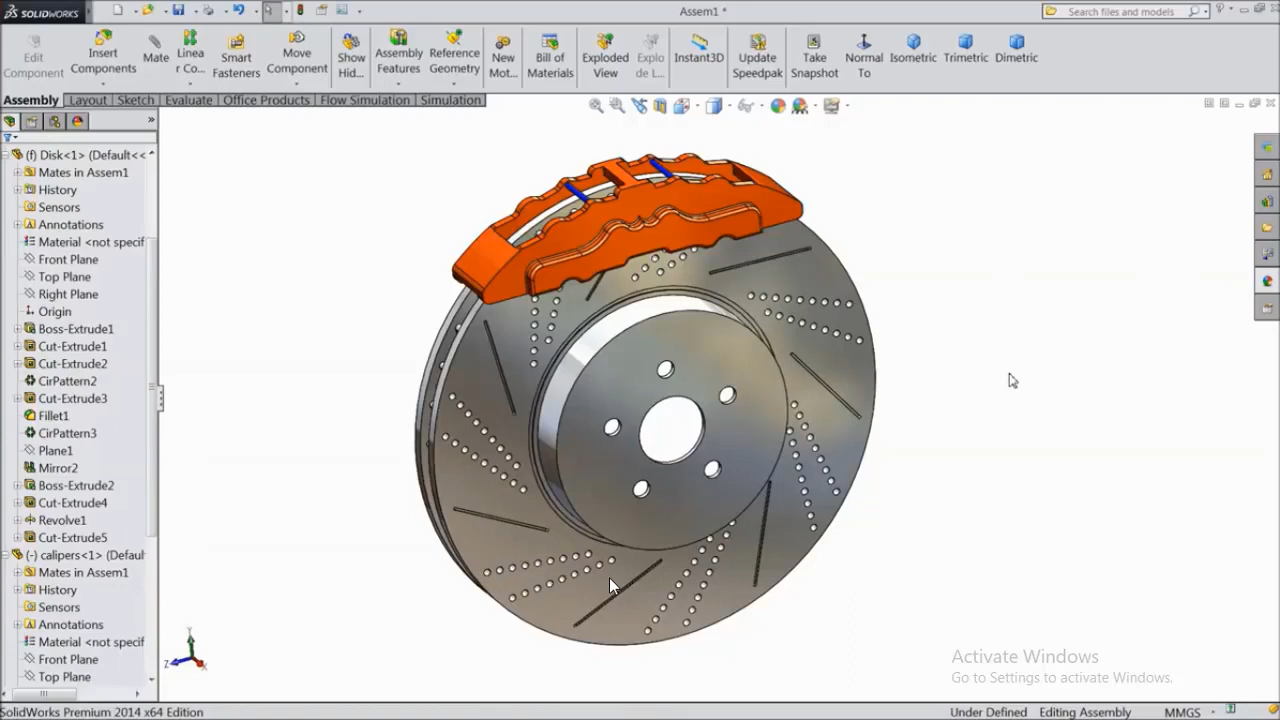 SOLIDWORKS
Assem1 *
Search files and models
Edit Component
Insert Components
Mate
Linea r Co...
Smart Fasteners
Move Component
Show Hid...
Assembly Features
Reference Geometry
New Mot...
Bill of Materials
Exploded View
Explo de L...
Instant3D
Update Speedpak
Take Snapshot
Normal To
Isometric
Trimetric
Dimetric
Assembly Layout Sketch Evaluate Office Products Flow Simulation Simulation
(f) Disk<1> (Default<<
Mates in Assem1
History
Sensors
Annotations
Material <not specif
Front Plane
Top Plane
Right Plane
Origin
Boss-Extrude1
Cut-Extrude1
Cut-Extrude2
CirPattern2
Cut-Extrude3
Fillet1
CirPattern3
Plane1
Mirror2
Boss-Extrude2
Cut-Extrude4
Revolve1
Cut-Extrude5
(-) calipers<1> (Defaul
Mates in Assem1
History
Sensors
Annotations
Material <not specif
Front Plane
Top Plane
Y
Z
X
Activate Windows
Go to Settings to activate Windows.
SolidWorks Premium 2014 x64 Edition
Under Defined Editing Assembly MMGS